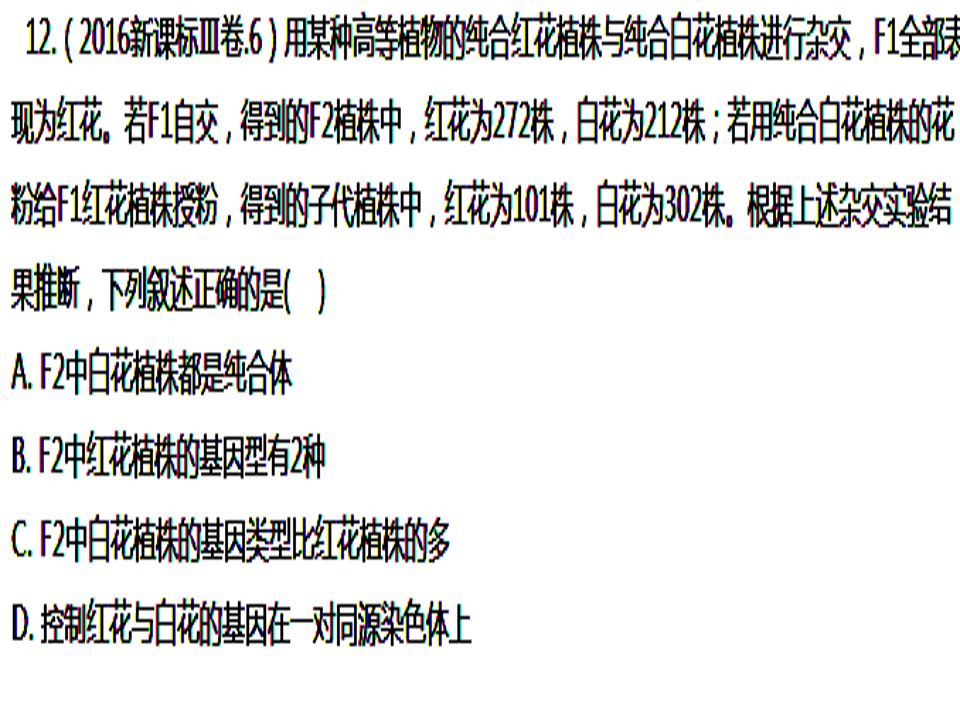 12.(2016新课标Ⅲ卷.6)用某种高等植物的纯合红花植株与纯合白花植株进行杂交，F1全部表
现为红花。若F1自交，得到的F2植株中，红花为272株，白花为212株；若用纯合白花植株的花
粉给F1红花植株授粉，得到的子代植株中，红花为101株，白花为302株。根据上述杂交实验结
果推断，下列叙述正确的是(    )
A. F2中白花植株都是纯合体
B. F2中红花植株的基因型有2种
C. F2中白花植株的基因类型比红花植株的多
D. 控制红花与白花的基因在一对同源染色体上